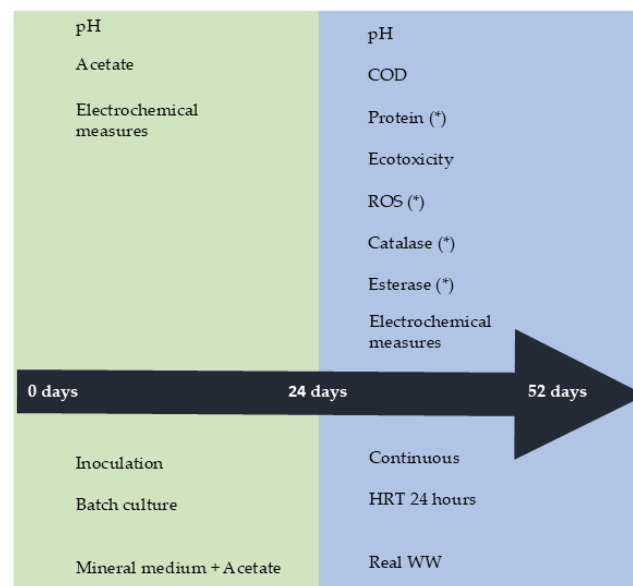 pH
Acetate
Electrochemical
measures
pH
COD
Protein (*)
Ecotoxicity
ROS (*)
Catalase (*)
Esterase (*)
Electrochemical
measures
0 days
24 days
52 days
Inoculation
Batch culture
Mineral medium + Acetate
Continuous
HRT 24 hours
Real WW